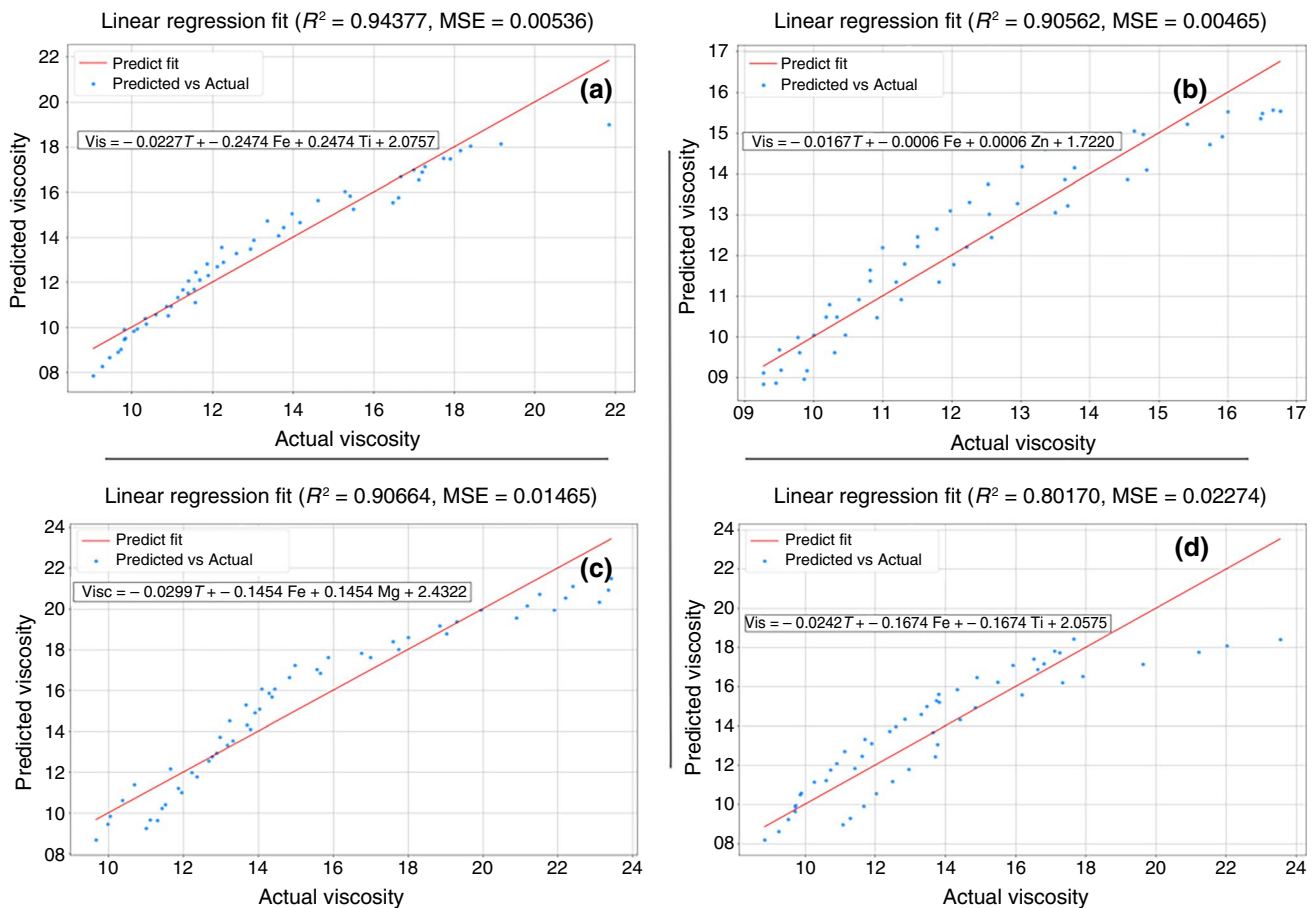 Linear regression fit (R² = 0.94377, MSE = 0.00536)
22
20
18
16
14
12
10
08
Predict fit
Predicted vs Actual
(a)
Vis = − 0.0227T + − 0.2474 Fe + 0.2474 Ti + 2.0757
Predicted viscosity
10 12 14 16 18 20 22
Actual viscosity
Linear regression fit (R² = 0.90562, MSE = 0.00465)
17
16
15
14
13
12
11
10
09
Predict fit
Predicted vs Actual
(b)
Vis = − 0.0167T + − 0.0006 Fe + 0.0006 Zn + 1.7220
Predicted viscosity
09 10 11 12 13 14 15 16 17
Actual viscosity
Linear regression fit (R² = 0.90664, MSE = 0.01465)
24
22
20
18
16
14
12
10
08
Predict fit
Predicted vs Actual
(c)
Visc = − 0.0299T + − 0.1454 Fe + 0.1454 Mg + 2.4322
Predicted viscosity
10 12 14 16 18 20 22 24
Actual viscosity
Linear regression fit (R² = 0.80170, MSE = 0.02274)
24
22
20
18
16
14
12
10
08
Predict fit
Predicted vs Actual
(d)
Vis = − 0.0242T + − 0.1674 Fe + − 0.1674 Ti + 2.0575
Predicted viscosity
10 12 14 16 18 20 22 24
Actual viscosity